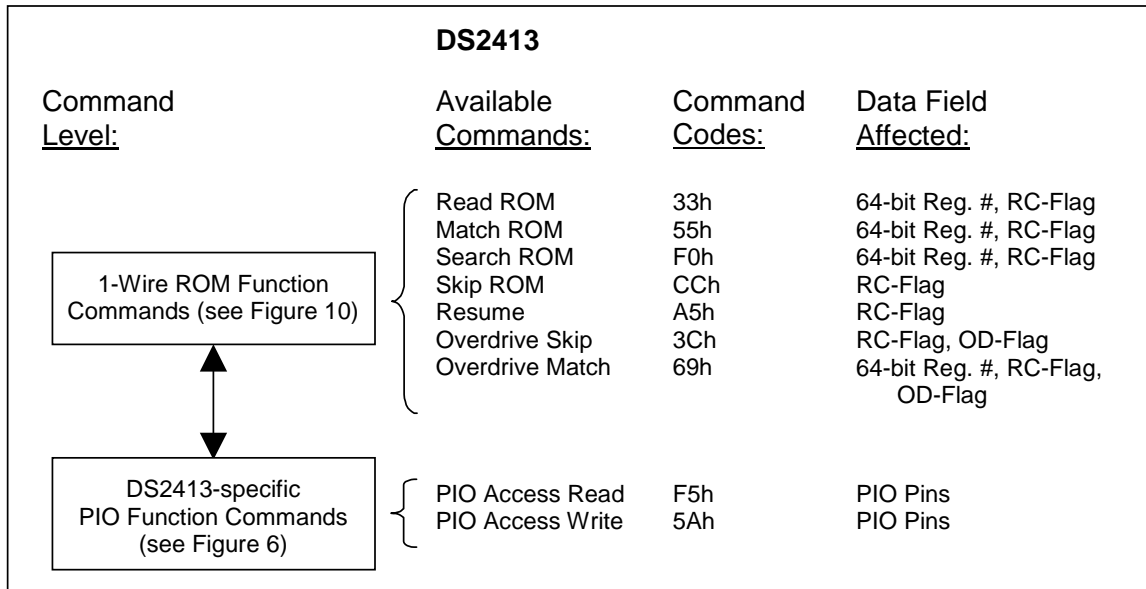 DS2413
Command Level:
Available Commands:
Command Codes:
Data Field Affected:
1-Wire ROM Function
Commands (see Figure 10)
Read ROM 33h 64-bit Reg. #, RC-Flag
Match ROM 55h 64-bit Reg. #, RC-Flag
Search ROM F0h 64-bit Reg. #, RC-Flag
Skip ROM CCh RC-Flag
Resume A5h RC-Flag
Overdrive Skip 3Ch RC-Flag, OD-Flag
Overdrive Match 69h 64-bit Reg. #, RC-Flag,
OD-Flag
DS2413-specific
PIO Function Commands
(see Figure 6)
PIO Access Read F5h PIO Pins
PIO Access Write 5Ah PIO Pins